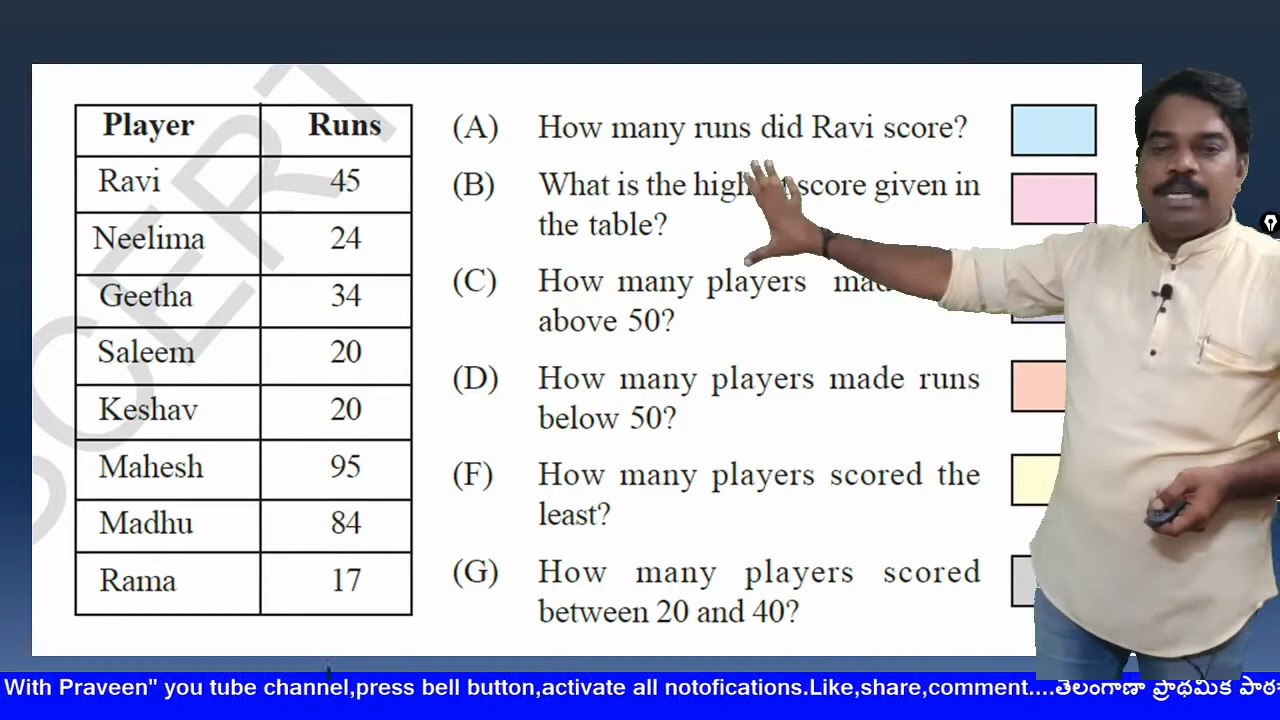 Player Runs
Ravi 45
Neelima 24
Geetha 34
Saleem 20
Keshav 20
Mahesh 95
Madhu 84
Rama 17
(A) How many runs did Ravi score?
(B) What is the score given in
the table?
(C) How many players
above 50?
(D) How many players made runs
below 50?
(F) How many players scored the
least?
(G) How many players scored
between 20 and 40?
SCERT
With Praveen" you tube channel,press bell button,activate all notofications.Like,share,comment....తెలంగాణా ప్రాథమిక